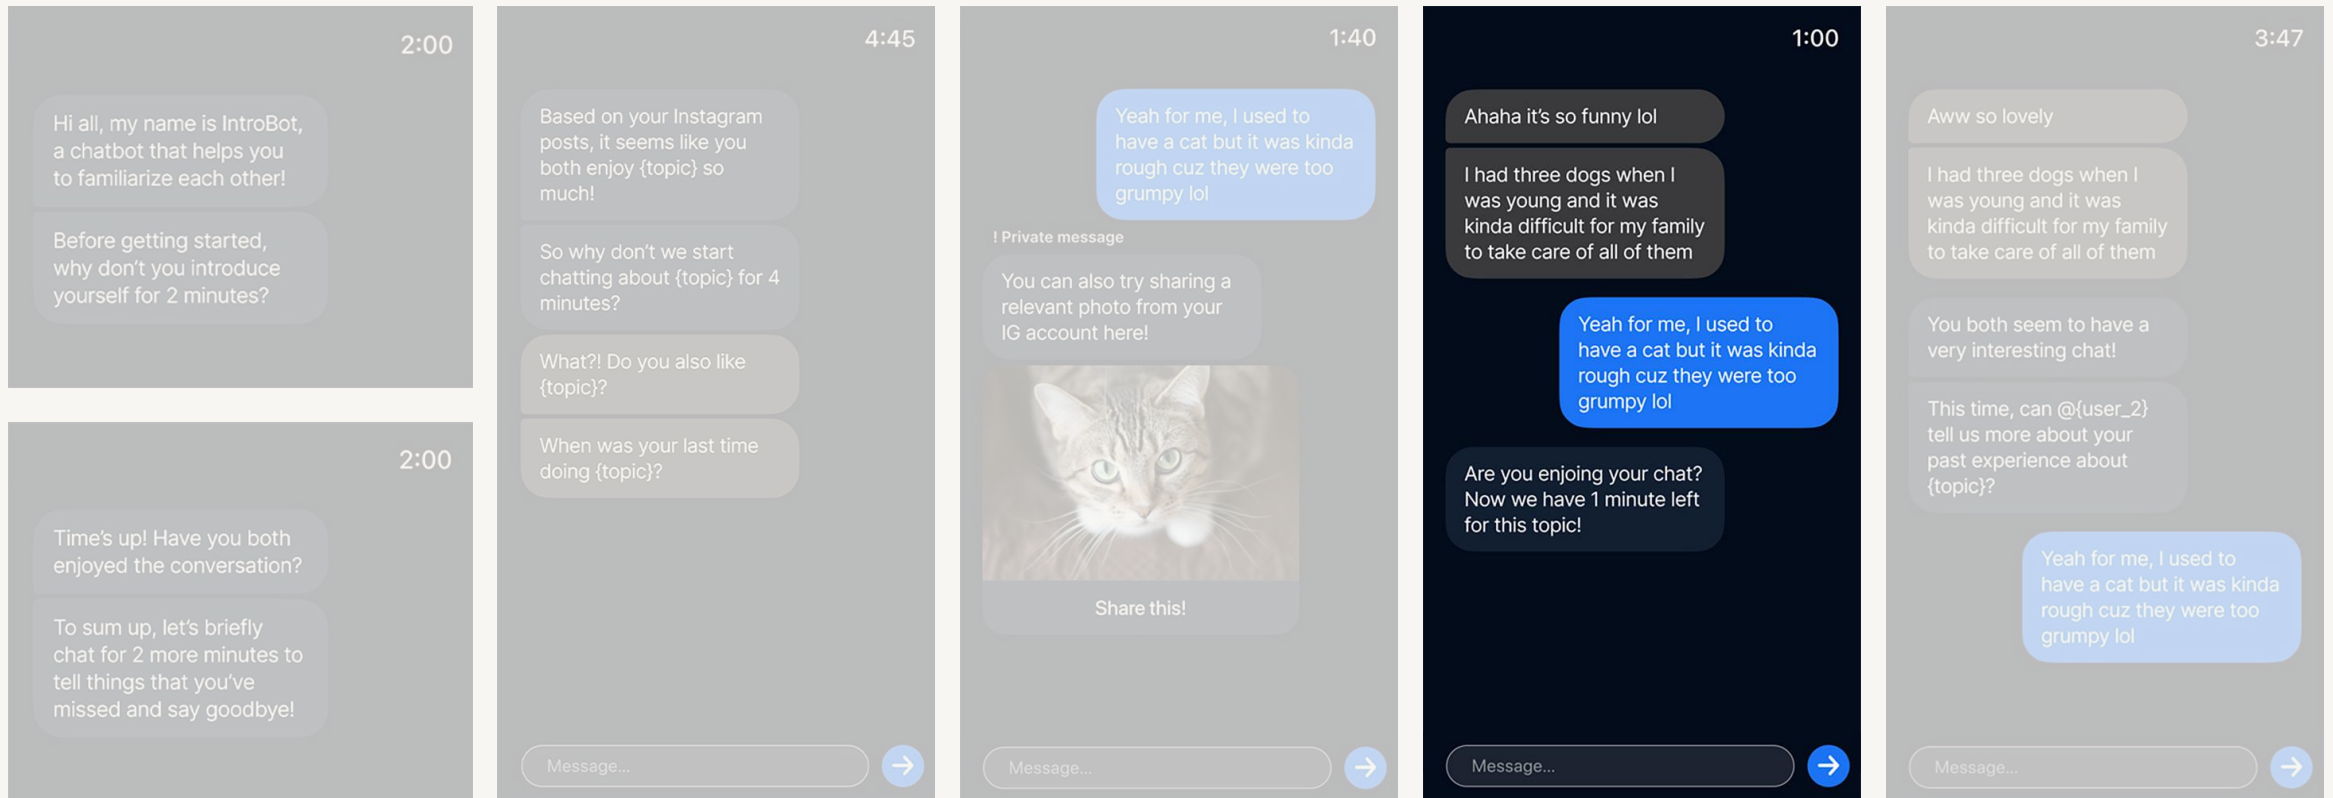 2:00
Hi all, my name is IntroBot,
a chatbot that helps you
to familiarize each other!
Before getting started,
why don't you introduce
yourself for 2 minutes?
2:00
Time's up! Have you both
enjoyed the conversation?
To sum up, let's briefly
chat for 2 more minutes to
tell things that you've
missed and say goodbye!
4:45
Based on your Instagram
posts, it seems like you
both enjoy {topic} so
much!
So why don't we start
chatting about {topic} for 4
minutes?
What?! Do you also like
{topic}?
When was your last time
doing {topic}?
Message...
1:40
Yeah for me, I used to
have a cat but it was kinda
rough cuz they were too
grumpy lol
! Private message
You can also try sharing a
relevant photo from your
IG account here!
Share this!
Message...
1:00
Ahaha it's so funny lol
I had three dogs when I
was young and it was
kinda difficult for my family
to take care of all of them
Yeah for me, I used to
have a cat but it was kinda
rough cuz they were too
grumpy lol
Are you enjoing your chat?
Now we have 1 minute left
for this topic!
Message...
3:47
Aww so lovely
I had three dogs when I
was young and it was
kinda difficult for my family
to take care of all of them
You both seem to have a
very interesting chat!
This time, can @{user_2}
tell us more about your
past experience about
{topic}?
Yeah for me, I used to
have a cat but it was kinda
rough cuz they were too
grumpy lol
Message...